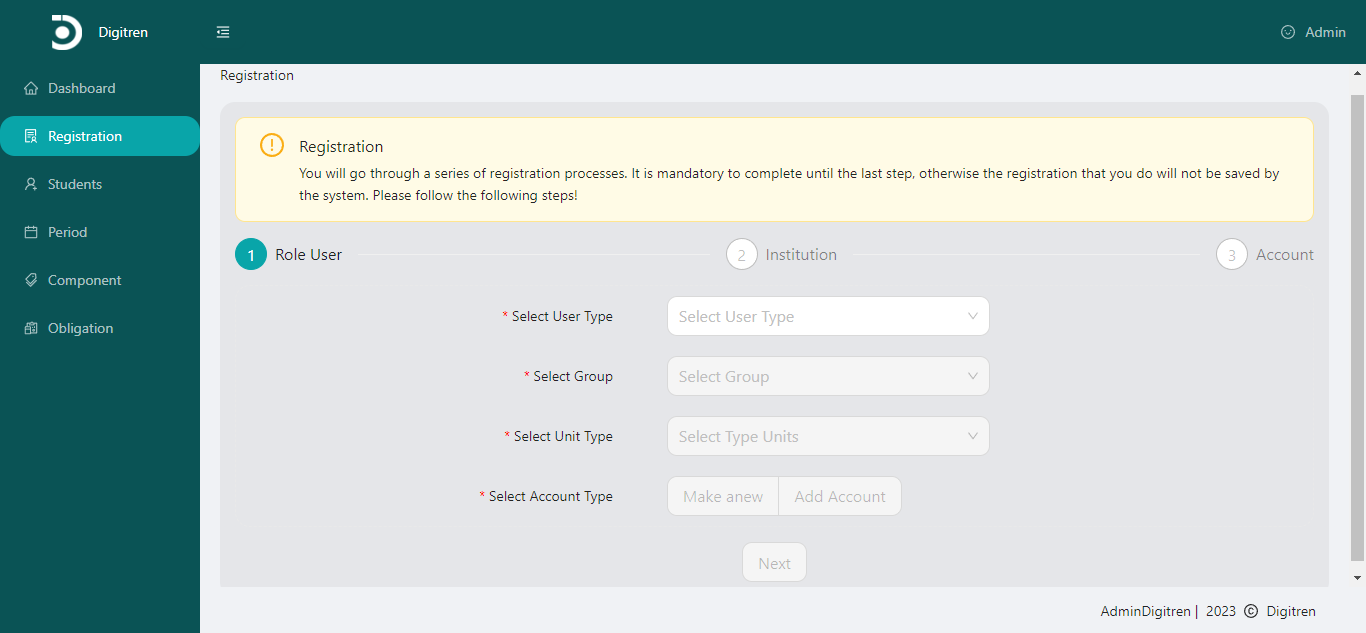 Digitren
Admin
Dashboard
Registration
Students
Period
Component
Obligation
Registration
Registration
You will go through a series of registration processes. It is mandatory to complete until the last step, otherwise the registration that you do will not be saved by
the system. Please follow the following steps!
1 Role User
2 Institution
3 Account
* Select User Type
Select User Type
* Select Group
Select Group
* Select Unit Type
Select Type Units
* Select Account Type
Make anew
Add Account
Next
AdminDigitren | 2023 © Digitren